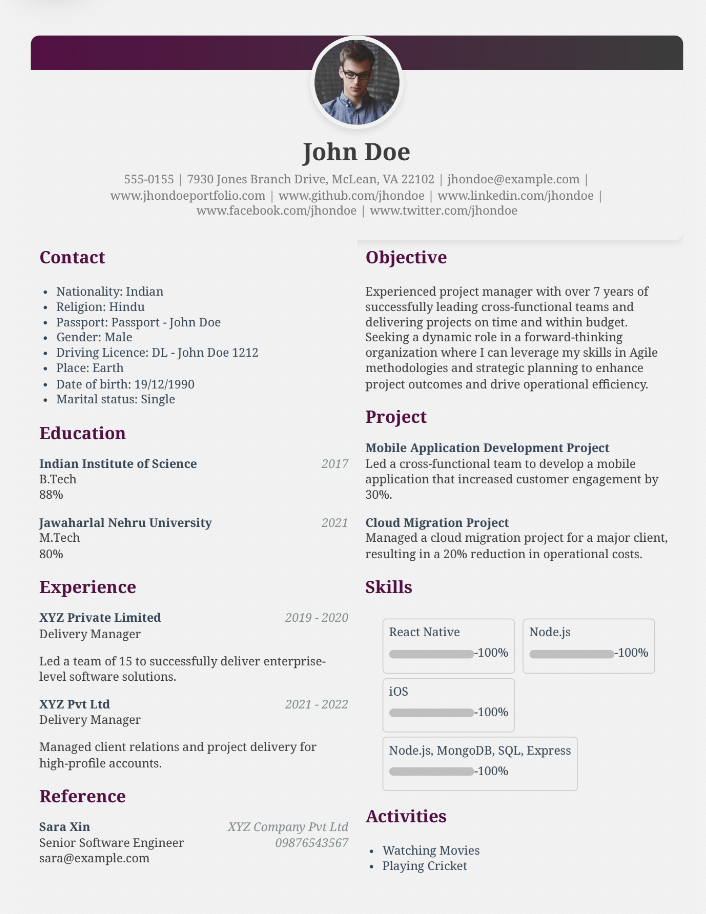 John Doe
555-0155 | 7930 Jones Branch Drive, McLean, VA 22102 | jhondoe@example.com |
www.jhondoeportfolio.com | www.github.com/jhondoe | www.linkedin.com/jhondoe |
www.facebook.com/jhondoe | www.twitter.com/jhondoe
Contact
• Nationality: Indian
• Religion: Hindu
• Passport: Passport - John Doe
• Gender: Male
• Driving Licence: DL - John Doe 1212
• Place: Earth
• Date of birth: 19/12/1990
• Marital status: Single
Education
Indian Institute of Science 2017
B.Tech
88%
Jawaharlal Nehru University 2021
M.Tech
80%
Experience
XYZ Private Limited 2019 - 2020
Delivery Manager
Led a team of 15 to successfully deliver enterprise-
level software solutions.
XYZ Pvt Ltd 2021 - 2022
Delivery Manager
Managed client relations and project delivery for
high-profile accounts.
Reference
Sara Xin XYZ Company Pvt Ltd
Senior Software Engineer 09876543567
sara@example.com
Objective
Experienced project manager with over 7 years of
successfully leading cross-functional teams and
delivering projects on time and within budget.
Seeking a dynamic role in a forward-thinking
organization where I can leverage my skills in Agile
methodologies and strategic planning to enhance
project outcomes and drive operational efficiency.
Project
Mobile Application Development Project
Led a cross-functional team to develop a mobile
application that increased customer engagement by
30%.
Cloud Migration Project
Managed a cloud migration project for a major client,
resulting in a 20% reduction in operational costs.
Skills
React Native
-100%
Node.js
-100%
iOS
-100%
Node.js, MongoDB, SQL, Express
-100%
Activities
• Watching Movies
• Playing Cricket